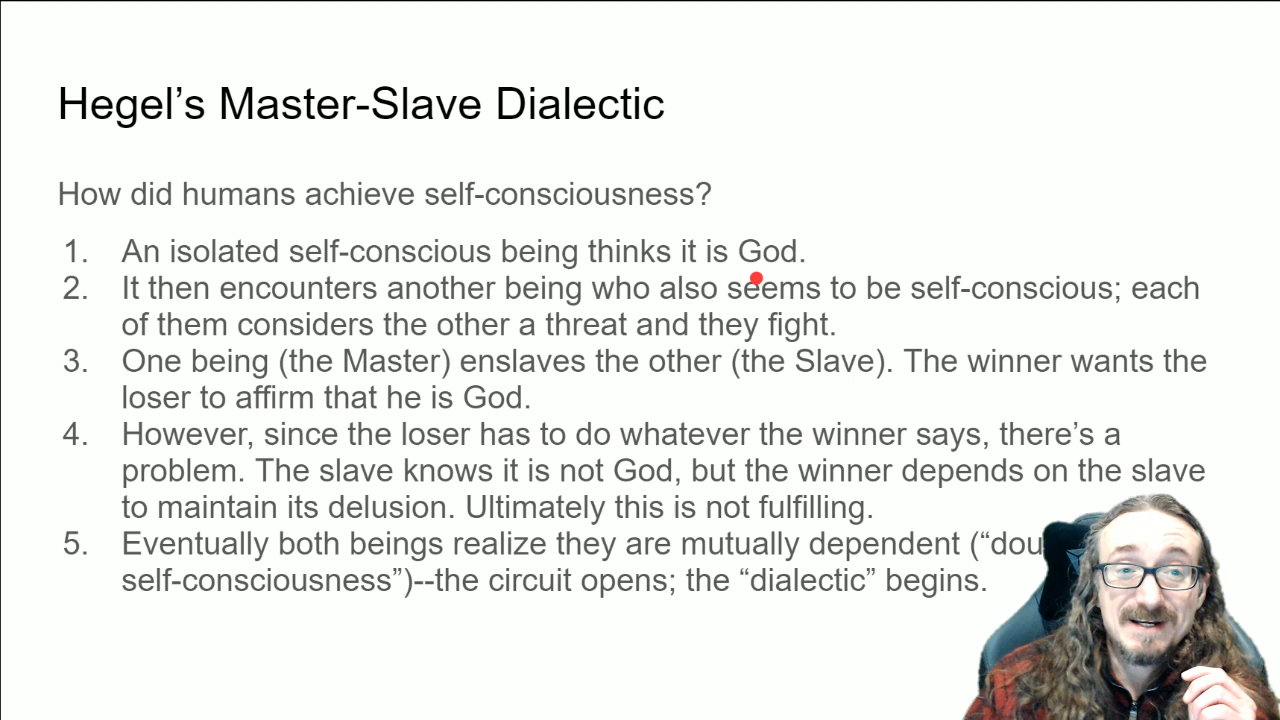 Hegel’s Master-Slave Dialectic
How did humans achieve self-consciousness?
1. An isolated self-conscious being thinks it is God.
2. It then encounters another being who also seems to be self-conscious; each
of them considers the other a threat and they fight.
3. One being (the Master) enslaves the other (the Slave). The winner wants the
loser to affirm that he is God.
4. However, since the loser has to do whatever the winner says, there’s a
problem. The slave knows it is not God, but the winner depends on the slave
to maintain its delusion. Ultimately this is not fulfilling.
5. Eventually both beings realize they are mutually dependent (“dou
self-consciousness”)--the circuit opens; the “dialectic” begins.